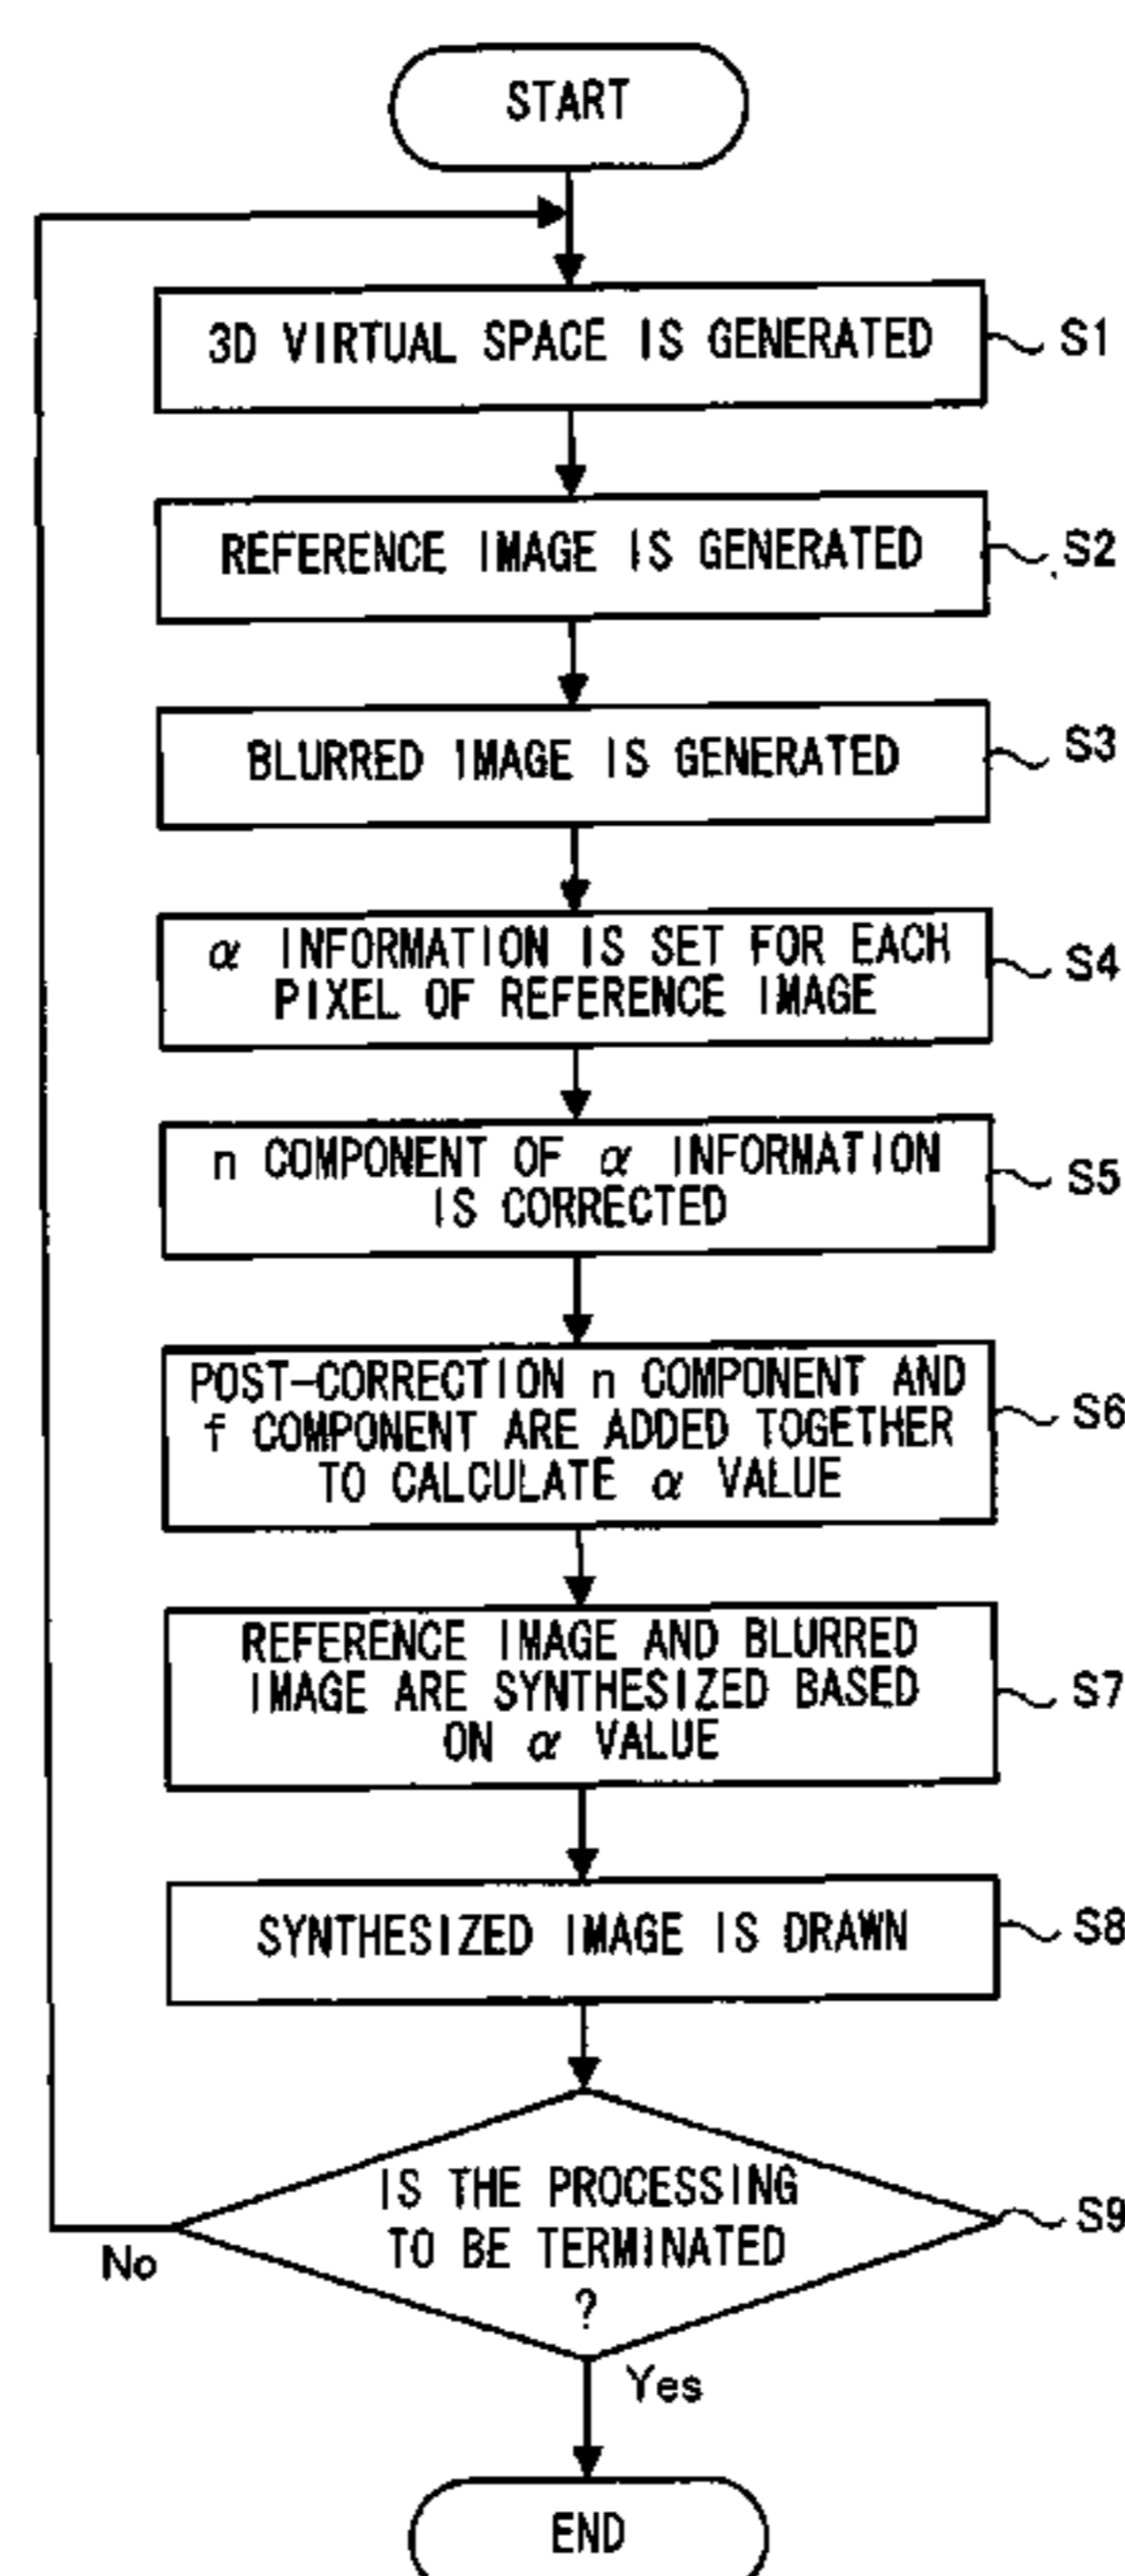 START
3D VIRTUAL SPACE IS GENERATED
S1
REFERENCE IMAGE IS GENERATED
S2
BLURRED IMAGE IS GENERATED
S3
α INFORMATION IS SET FOR EACH
PIXEL OF REFERENCE IMAGE
S4
n COMPONENT OF α INFORMATION
IS CORRECTED
S5
POST-CORRECTION n COMPONENT AND
f COMPONENT ARE ADDED TOGETHER
TO CALCULATE α VALUE
S6
REFERENCE IMAGE AND BLURRED
IMAGE ARE SYNTHESIZED BASED
ON α VALUE
S7
SYNTHESIZED IMAGE IS DRAWN
S8
IS THE PROCESSING
TO BE TERMINATED
?
S9
No
Yes
END